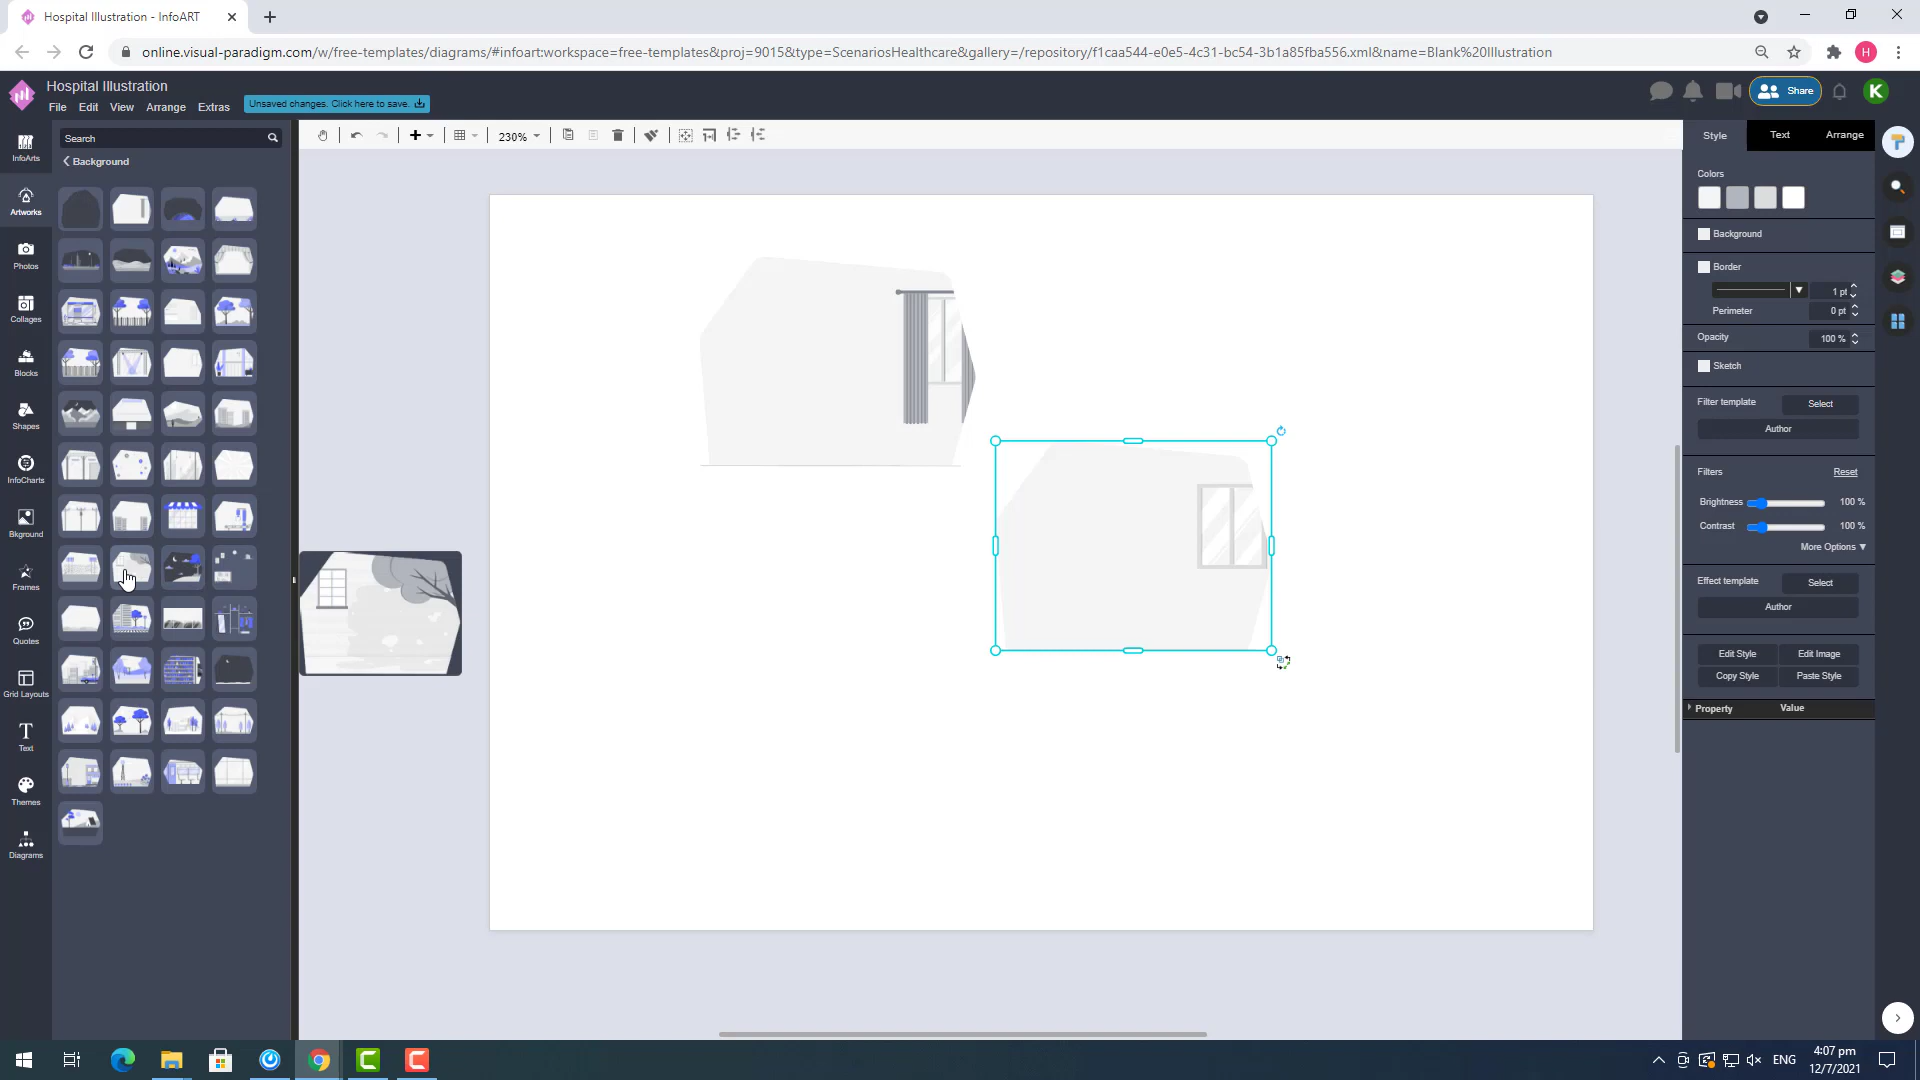 Hospital Illustration - InfoART
online.visual-paradigm.com/w/free-templates/diagrams/#infoart:workspace=free-templates&proj=9015&type=ScenariosHealthcare&gallery=/repository/f1caa544-e0e5-4c31-bc54-3b1a85fba556.xml&name=Blank%20Illustration
H
Hospital Illustration
File Edit View Arrange Extras
Unsaved changes. Click here to save.
Share
K
InfoArts
Artworks
Photos
Collages
Blocks
Shapes
InfoCharts
Bkground
Frames
Quotes
Grid Layouts
Text
Themes
Diagrams
Search
Background
230%
Style Text Arrange
Colors
Background
Border
1 pt
Perimeter 0 pt
Opacity 100 %
Sketch
Filter template Select
Author
Filters Reset
Brightness 100 %
Contrast 100 %
More Options ▼
Effect template Select
Author
Edit Style Edit Image
Copy Style Paste Style
Property Value
ENG
4:07 pm
12/7/2021